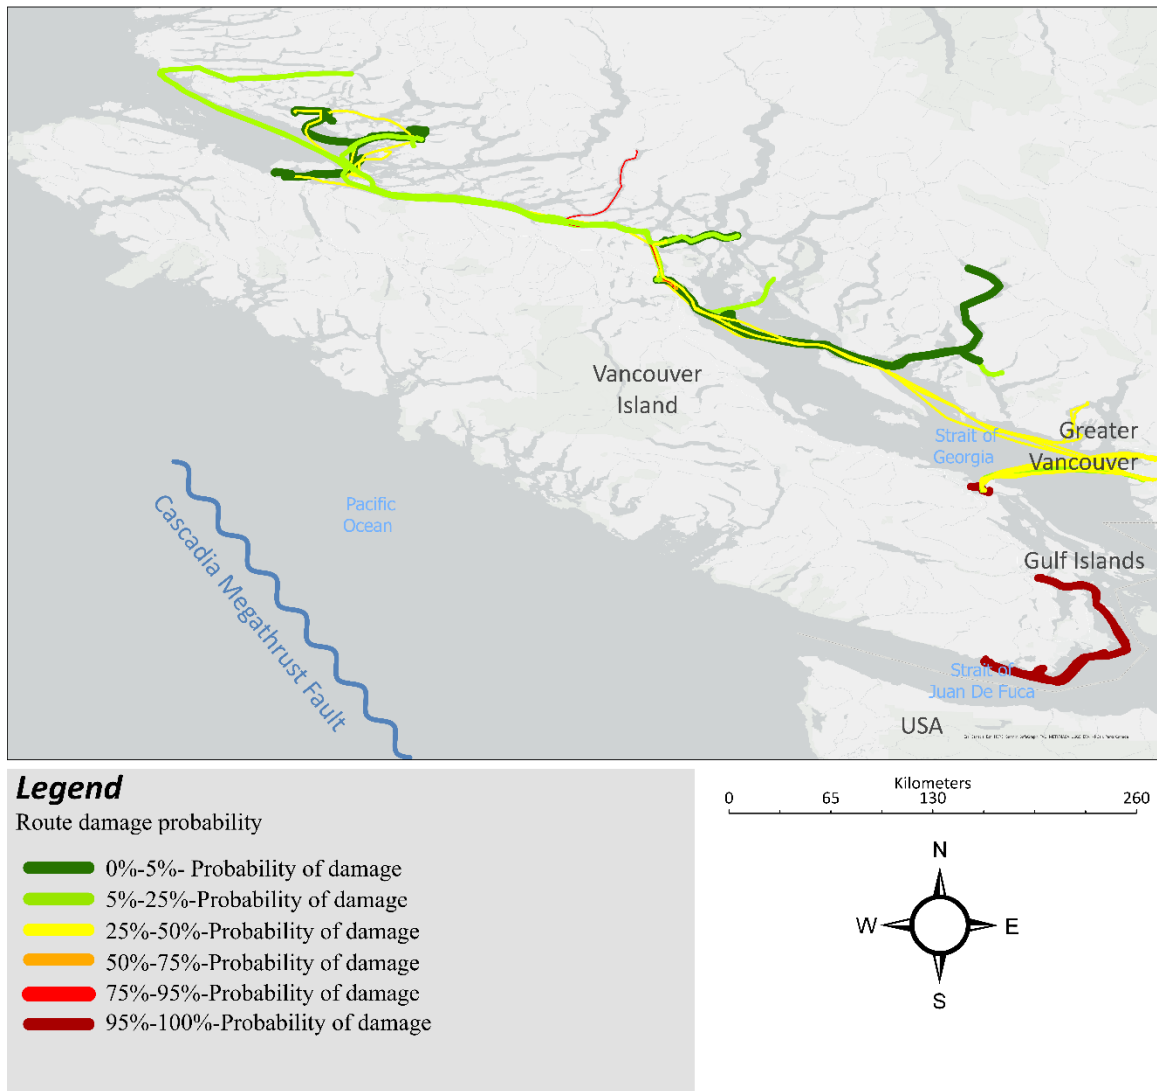 Vancouver
Island
Strait of
Georgia
Greater
Vancouver
Pacific
Ocean
Cascadia Megathrust Fault
Gulf Islands
Strait of
Juan De Fuca
USA
Legend
Route damage probability
0%-5%- Probability of damage
5%-25%-Probability of damage
25%-50%-Probability of damage
50%-75%-Probability of damage
75%-95%-Probability of damage
95%-100%-Probability of damage
Kilometers
0 65 130 260
N
W E
S